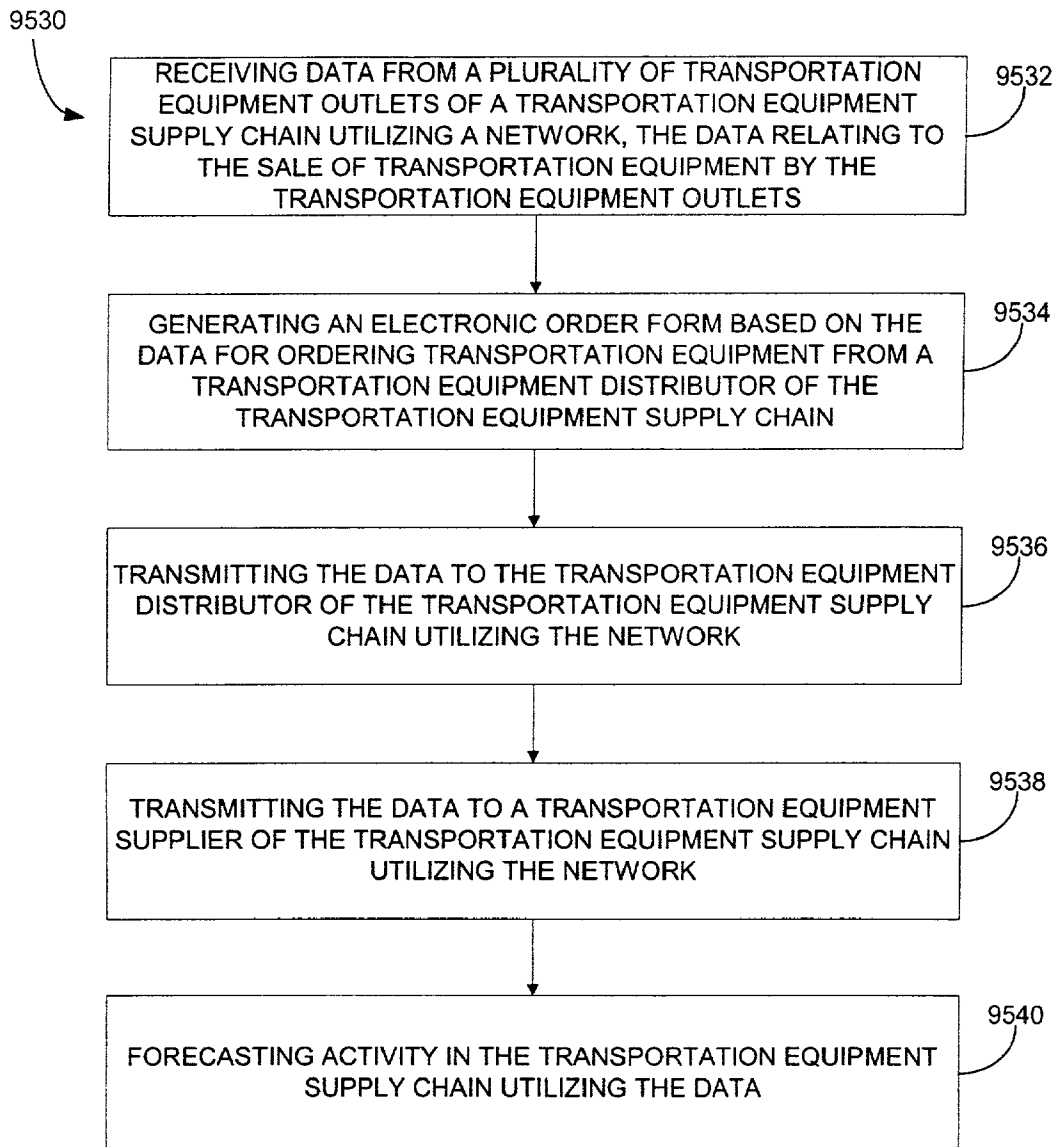 9530
RECEIVING DATA FROM A PLURALITY OF TRANSPORTATION
EQUIPMENT OUTLETS OF A TRANSPORTATION EQUIPMENT
SUPPLY CHAIN UTILIZING A NETWORK, THE DATA RELATING TO
THE SALE OF TRANSPORTATION EQUIPMENT BY THE
TRANSPORTATION EQUIPMENT OUTLETS
9532
GENERATING AN ELECTRONIC ORDER FORM BASED ON THE
DATA FOR ORDERING TRANSPORTATION EQUIPMENT FROM A
TRANSPORTATION EQUIPMENT DISTRIBUTOR OF THE
TRANSPORTATION EQUIPMENT SUPPLY CHAIN
9534
TRANSMITTING THE DATA TO THE TRANSPORTATION EQUIPMENT
DISTRIBUTOR OF THE TRANSPORTATION EQUIPMENT SUPPLY
CHAIN UTILIZING THE NETWORK
9536
TRANSMITTING THE DATA TO A TRANSPORTATION EQUIPMENT
SUPPLIER OF THE TRANSPORTATION EQUIPMENT SUPPLY CHAIN
UTILIZING THE NETWORK
9538
FORECASTING ACTIVITY IN THE TRANSPORTATION EQUIPMENT
SUPPLY CHAIN UTILIZING THE DATA
9540